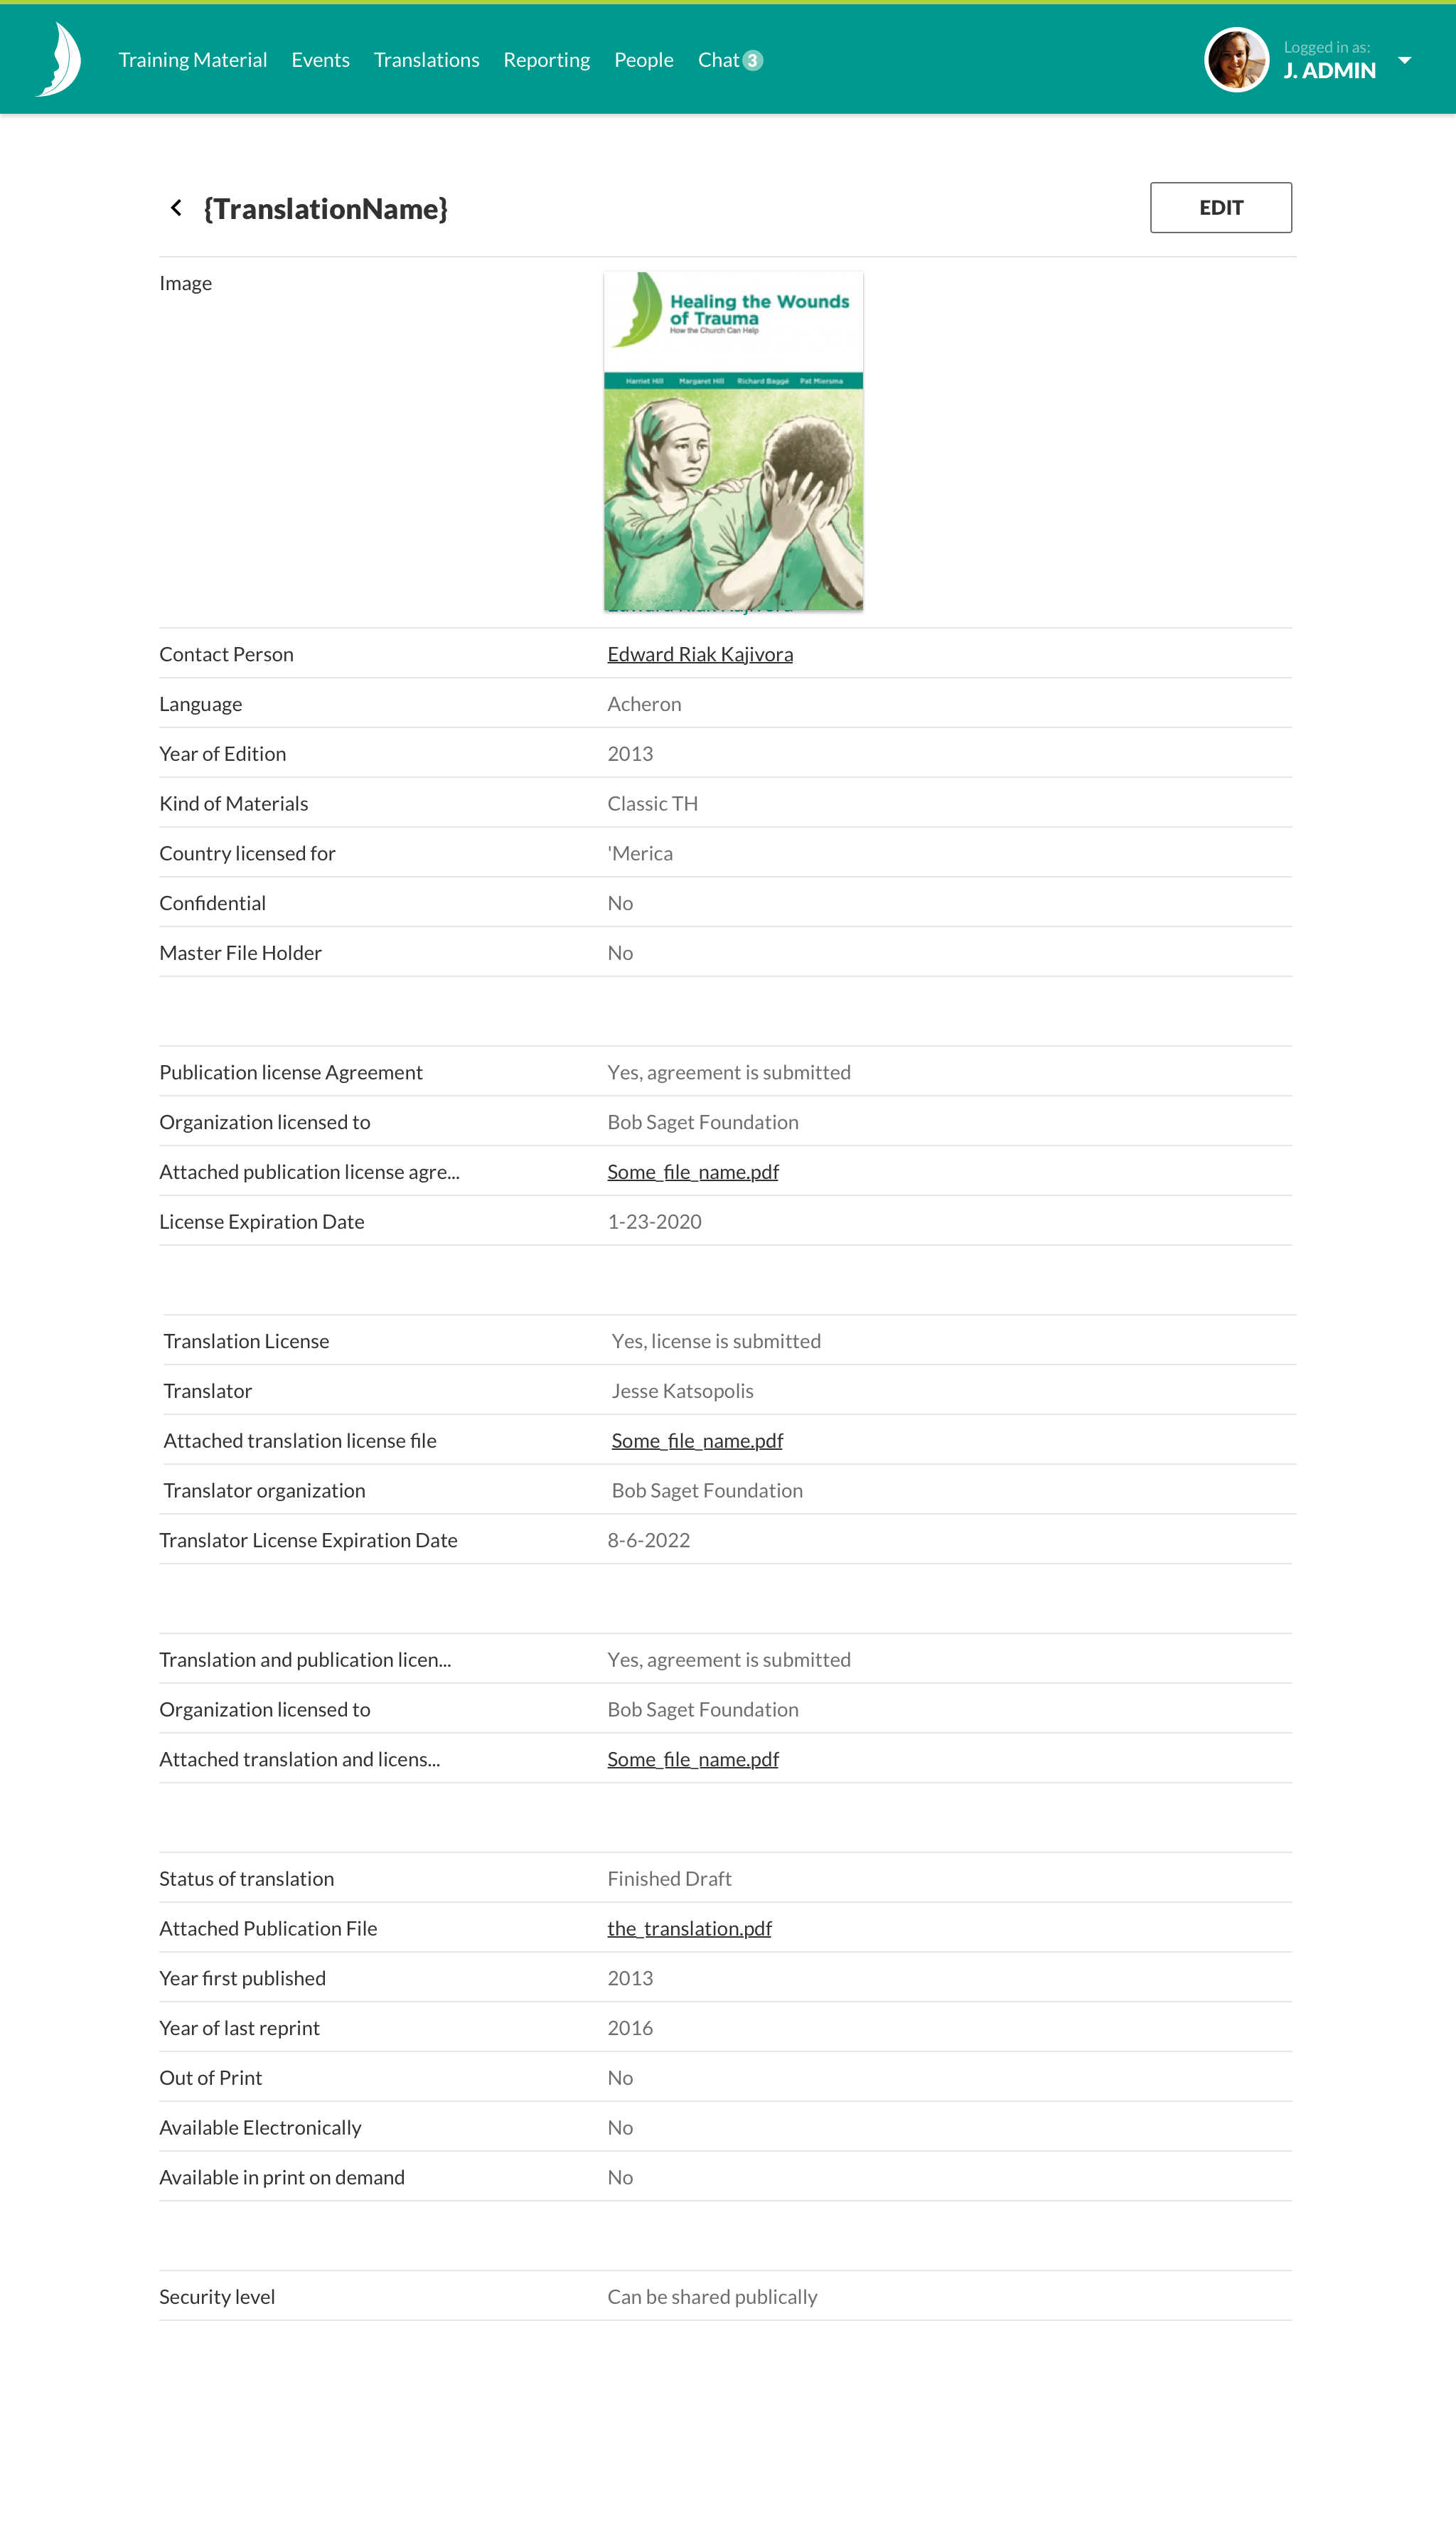 Training Material Events Translations Reporting People Chat 3
Logged in as:
J. ADMIN
{TranslationName}
EDIT
Image
Healing the Wounds
of Trauma
How the Church Can Help
Harriet Hill Margaret Hill Richard Baggé Pat Miersma
Contact Person Edward Riak Kajivora
Language Acheron
Year of Edition 2013
Kind of Materials Classic TH
Country licensed for 'Merica
Confidential No
Master File Holder No
Publication license Agreement Yes, agreement is submitted
Organization licensed to Bob Saget Foundation
Attached publication license agre... Some_file_name.pdf
License Expiration Date 1-23-2020
Translation License Yes, license is submitted
Translator Jesse Katsopolis
Attached translation license file Some_file_name.pdf
Translator organization Bob Saget Foundation
Translator License Expiration Date 8-6-2022
Translation and publication licen... Yes, agreement is submitted
Organization licensed to Bob Saget Foundation
Attached translation and licens... Some_file_name.pdf
Status of translation Finished Draft
Attached Publication File the_translation.pdf
Year first published 2013
Year of last reprint 2016
Out of Print No
Available Electronically No
Available in print on demand No
Security level Can be shared publically